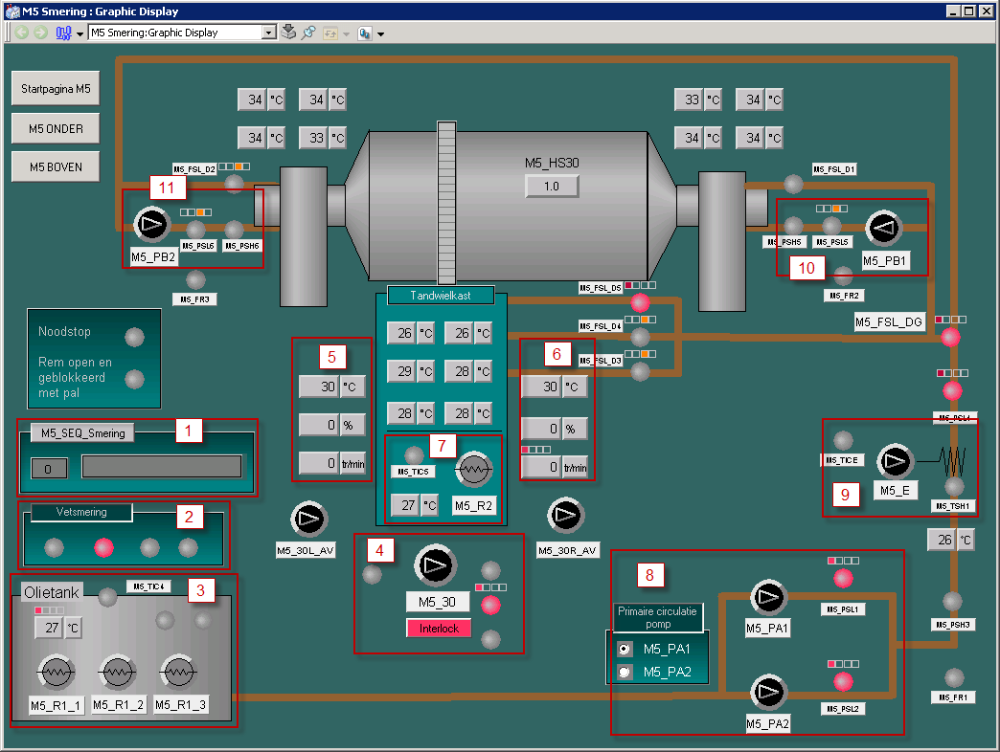 M5 Smering : Graphic Display
M5 Smering:Graphic Display
Startpagina M5
M5 ONDER
M5 BOVEN
34 °C 34 °C
34 °C 33 °C
33 °C 34 °C
34 °C 34 °C
M5_HS30
1.0
M5_FSL_D2
11
M5_PB2
M5_PSL6
M5_PSH6
M5_FR3
M5_FSL_D1
M5_PSH5
M5_PSL5
M5_PB1
10
M5_FR2
M5_FSL_DG
Tandwielkast
M5_FSL_D5
M5_FSL_D4
M5_FSL_D3
26 °C 26 °C
29 °C 28 °C
28 °C 28 °C
Noodstop
Rem open en
geblokkeerd
met pal
5
30 °C
0 %
0 tr/min
6
30 °C
0 %
0 tr/min
7
M5_TIC5
27 °C
M5_R2
M5_PSL4
M5_SEQ_Smering
1
0
Vetsmering
2
M5_30L_AV
M5_30R_AV
M5_TICE
M5_E
9
M5_TSH1
26 °C
4
M5_30
Interlock
Olietank
M5_TIC4
3
27 °C
M5_R1_1
M5_R1_2
M5_R1_3
8
Primaire circulatie
pomp
M5_PA1
M5_PA2
M5_PA1
M5_PSL1
M5_PA2
M5_PSL2
M5_PSH3
M5_FR1